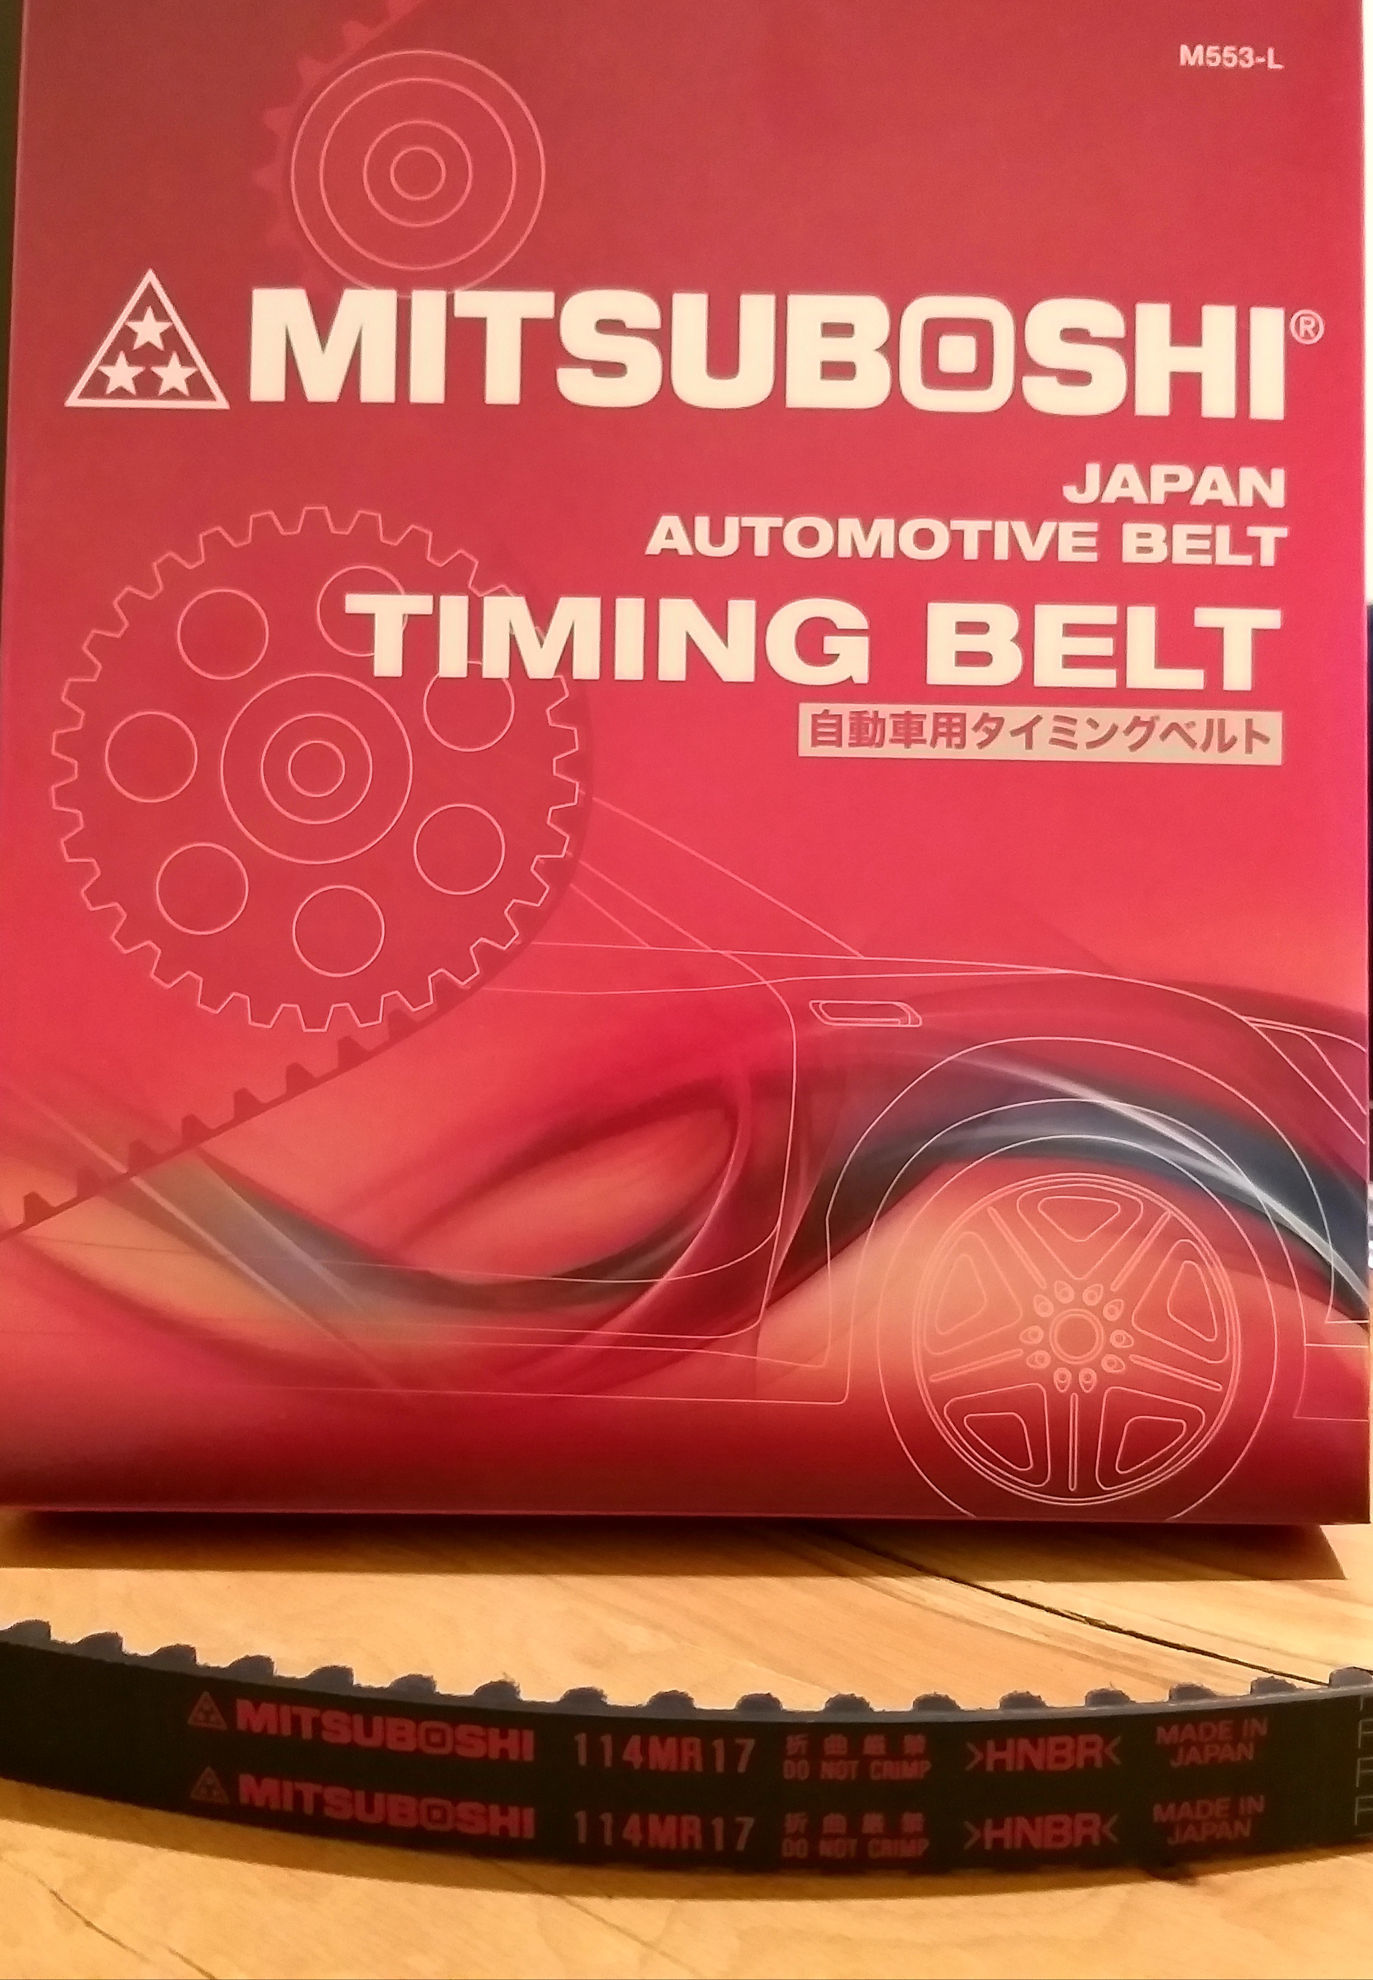 M553-L
MITSUBOSHI®
JAPAN
AUTOMOTIVE BELT
TIMING BELT
自動車用タイミングベルト
MITSUBOSHI 114MR17 折曲厳禁 DO NOT CRIMP >HNBR< MADE IN JAPAN
MITSUBOSHI 114MR17 折曲厳禁 DO NOT CRIMP >HNBR< MADE IN JAPAN